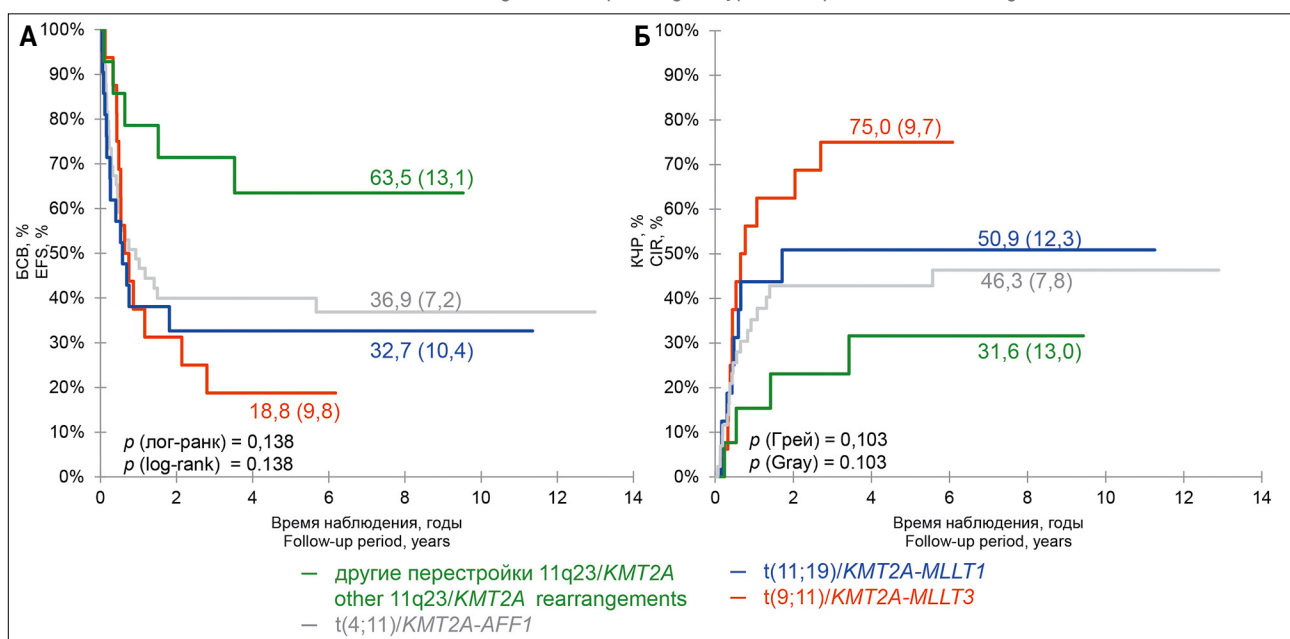 А
100%
90%
80%
70%
60%
50%
40%
30%
20%
10%
0%
БСВ, %
EFS, %
63,5 (13,1)
36,9 (7,2)
32,7 (10,4)
18,8 (9,8)
p (лог-ранк) = 0,138
p (log-rank) = 0.138
0 2 4 6 8 10 12 14
Время наблюдения, годы
Follow-up period, years
Б
100%
90%
80%
70%
60%
50%
40%
30%
20%
10%
0%
КЧР, %
CIR, %
75,0 (9,7)
50,9 (12,3)
46,3 (7,8)
31,6 (13,0)
p (Грей) = 0,103
p (Gray) = 0.103
0 2 4 6 8 10 12 14
Время наблюдения, годы
Follow-up period, years
другие перестройки 11q23/KMT2A
other 11q23/KMT2A rearrangements
t(4;11)/KMT2A-AFF1
t(11;19)/KMT2A-MLLT1
t(9;11)/KMT2A-MLLT3